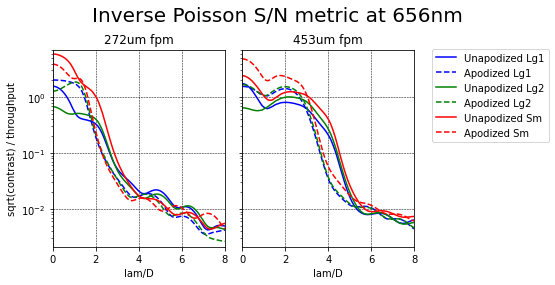 Inverse Poisson S/N metric at 656nm
272um fpm
453um fpm
sqrt(contrast) / throughput
10⁰
10⁻¹
10⁻²
0 2 4 6 8
0 2 4 6 8
lam/D
lam/D
Unapodized Lg1
Apodized Lg1
Unapodized Lg2
Apodized Lg2
Unapodized Sm
Apodized Sm